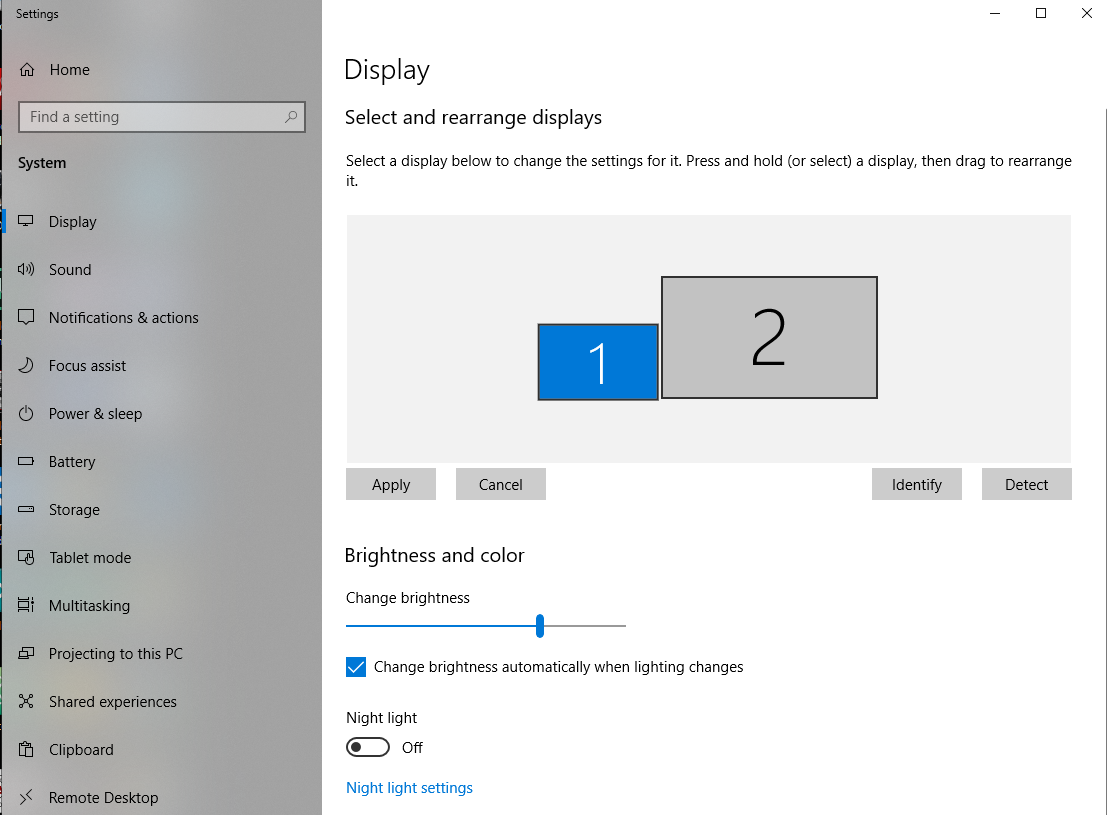 Settings
Home
Find a setting
System
Display
Sound
Notifications & actions
Focus assist
Power & sleep
Battery
Storage
Tablet mode
Multitasking
Projecting to this PC
Shared experiences
Clipboard
Remote Desktop
Display
Select and rearrange displays
Select a display below to change the settings for it. Press and hold (or select) a display, then drag to rearrange
it.
1
2
Apply
Cancel
Identify
Detect
Brightness and color
Change brightness
Change brightness automatically when lighting changes
Night light
Off
Night light settings